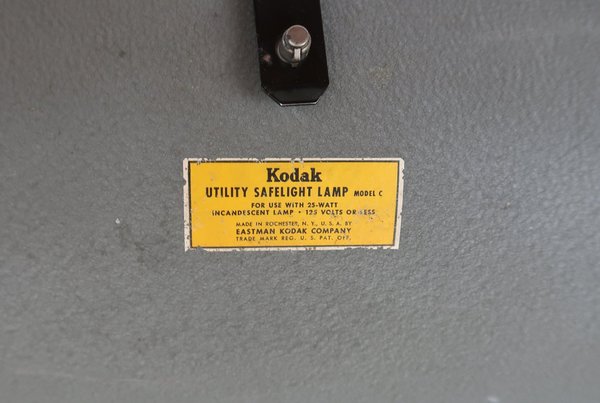 Kodak
UTILITY SAFELIGHT LAMP MODEL C
FOR USE WITH 25-WATT
INCANDESCENT LAMP • 125 VOLTS OR LESS
MADE IN ROCHESTER, N. Y., U. S. A. BY
EASTMAN KODAK COMPANY
TRADE MARK REG. U. S. PAT. OFF.